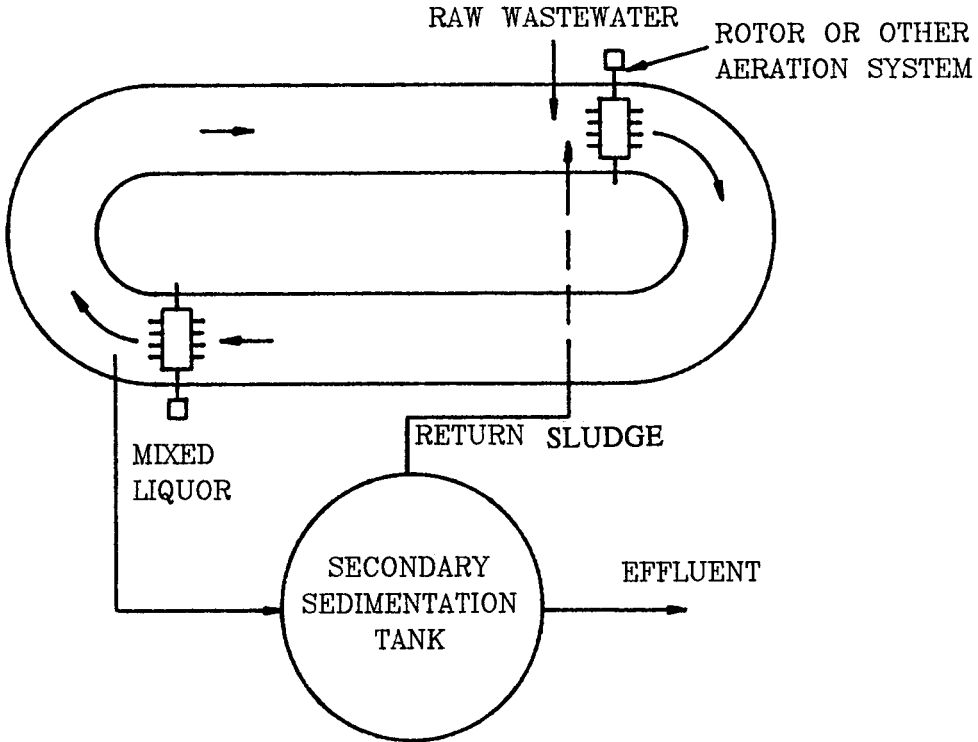 RAW WASTEWATER
ROTOR OR OTHER
AERATION SYSTEM
MIXED
LIQUOR
RETURN SLUDGE
SECONDARY
SEDIMENTATION
TANK
EFFLUENT